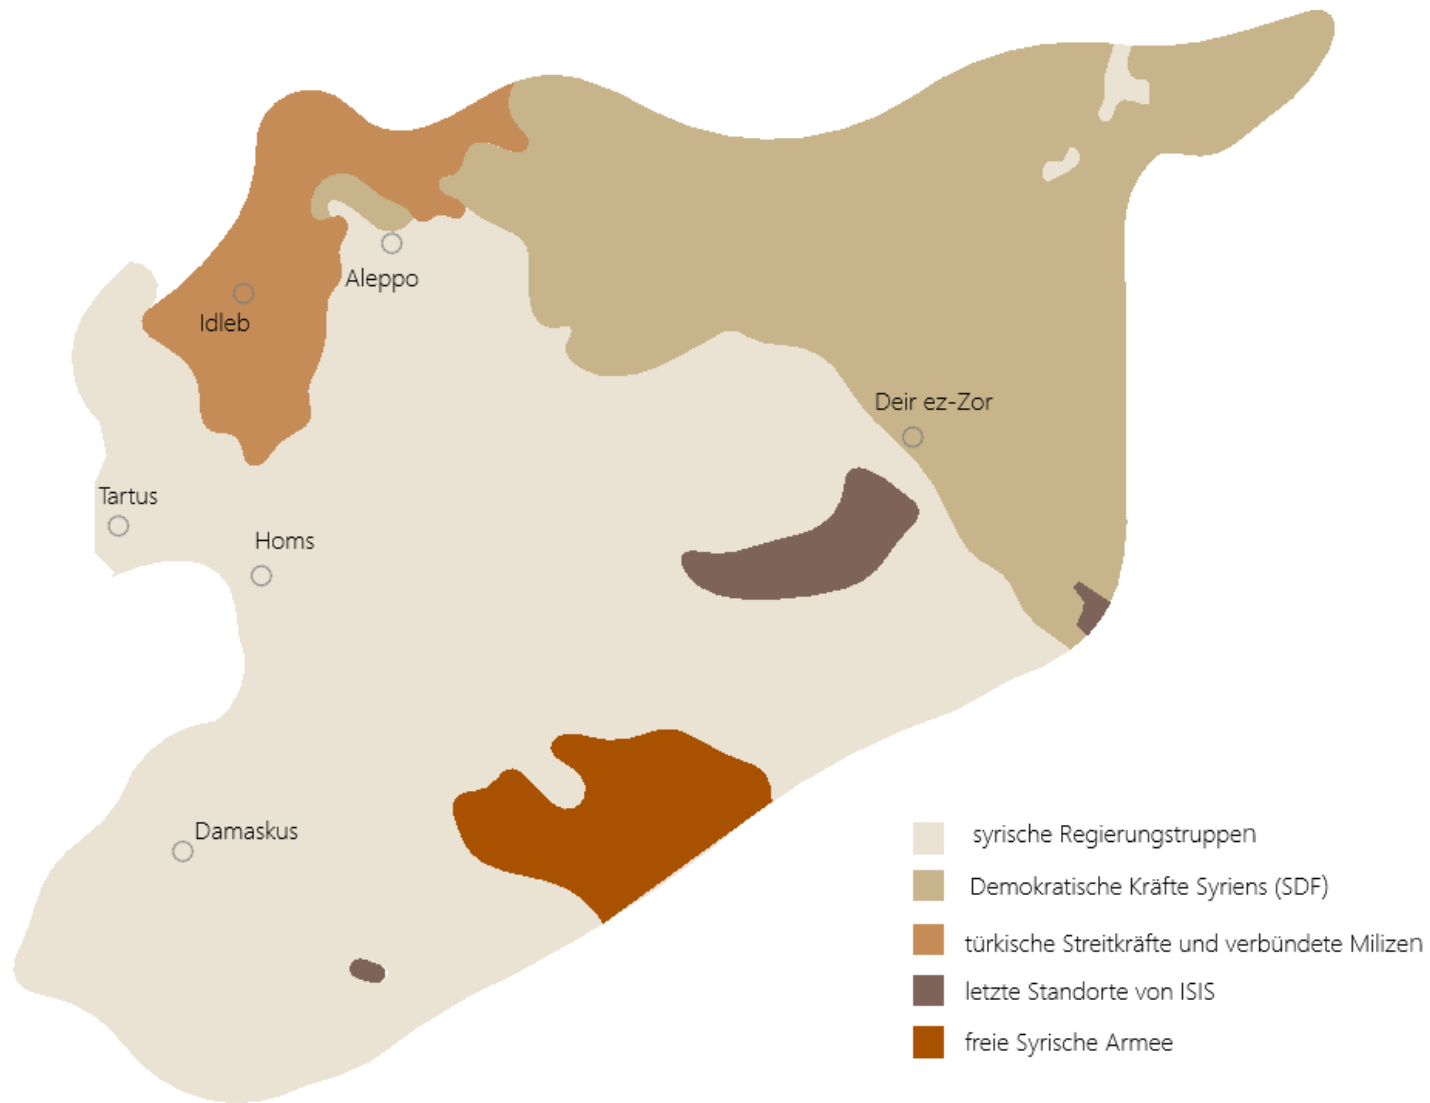 Aleppo
Idleb
Deir ez-Zor
Tartus
Homs
Damaskus
syrische Regierungstruppen
Demokratische Kräfte Syriens (SDF)
türkische Streitkräfte und verbündete Milizen
letzte Standorte von ISIS
freie Syrische Armee